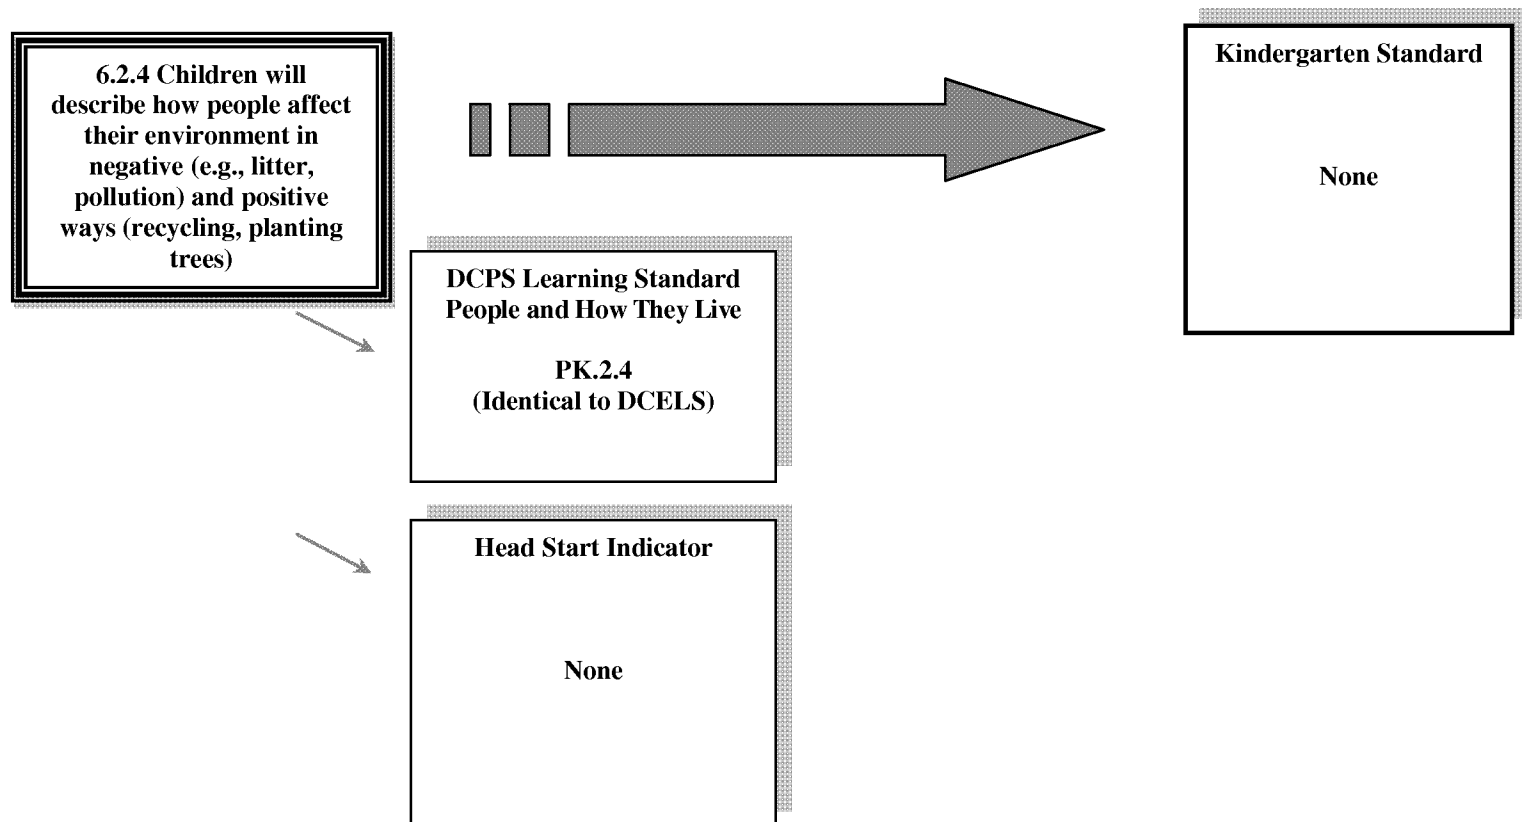 6.2.4 Children will
describe how people affect
their environment in
negative (e.g., litter,
pollution) and positive
ways (recycling, planting
trees)
Kindergarten Standard
None
DCPS Learning Standard
People and How They Live
PK.2.4
(Identical to DCELS)
Head Start Indicator
None